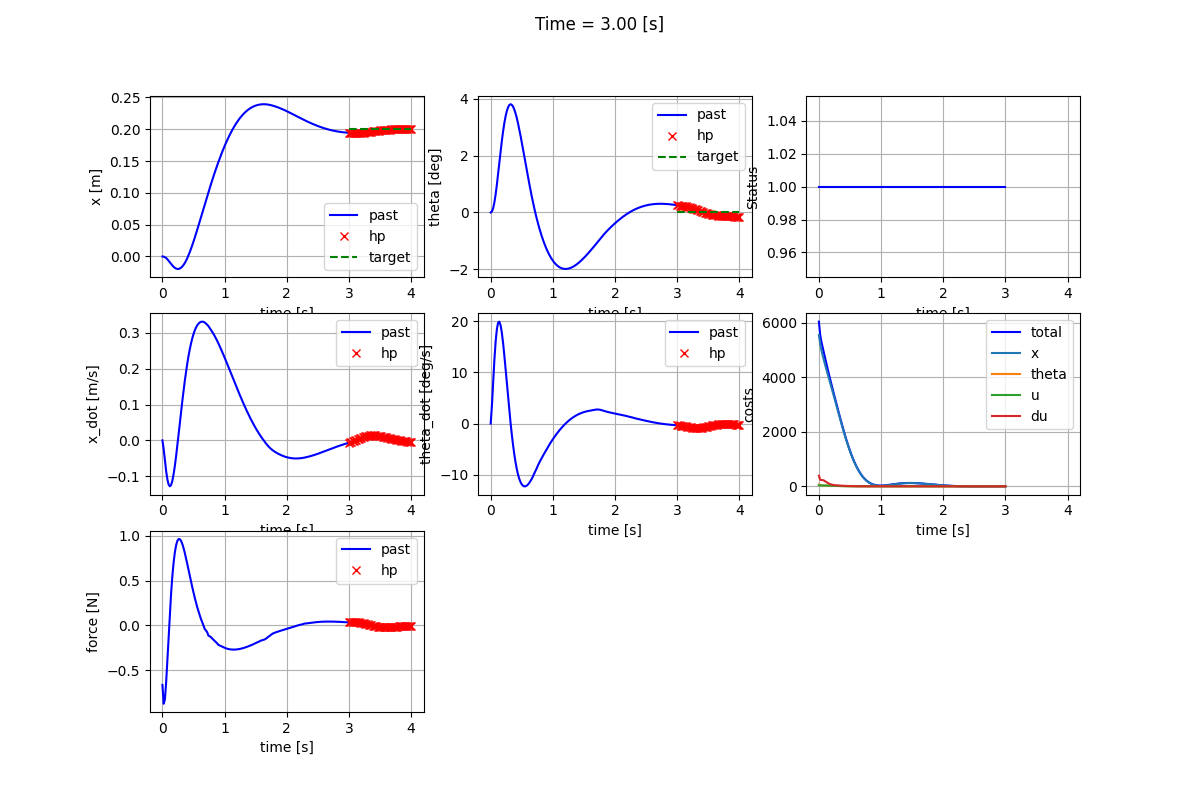 Time = 3.00 [s]
x [m]
0.25
0.20
0.15
0.10
0.05
0.00
past
hp
target
0 1 2 3 4
time [s]
theta [deg]
4
2
0
−2
past
hp
target
0 1 2 3 4
time [s]
Status
1.04
1.02
1.00
0.98
0.96
0 1 2 3 4
time [s]
x_dot [m/s]
0.3
0.2
0.1
0.0
−0.1
past
hp
0 1 2 3 4
time [s]
theta_dot [deg/s]
20
10
0
−10
past
hp
0 1 2 3 4
time [s]
costs
6000
4000
2000
0
total
x
theta
u
du
0 1 2 3 4
time [s]
force [N]
1.0
0.5
0.0
−0.5
past
hp
0 1 2 3 4
time [s]